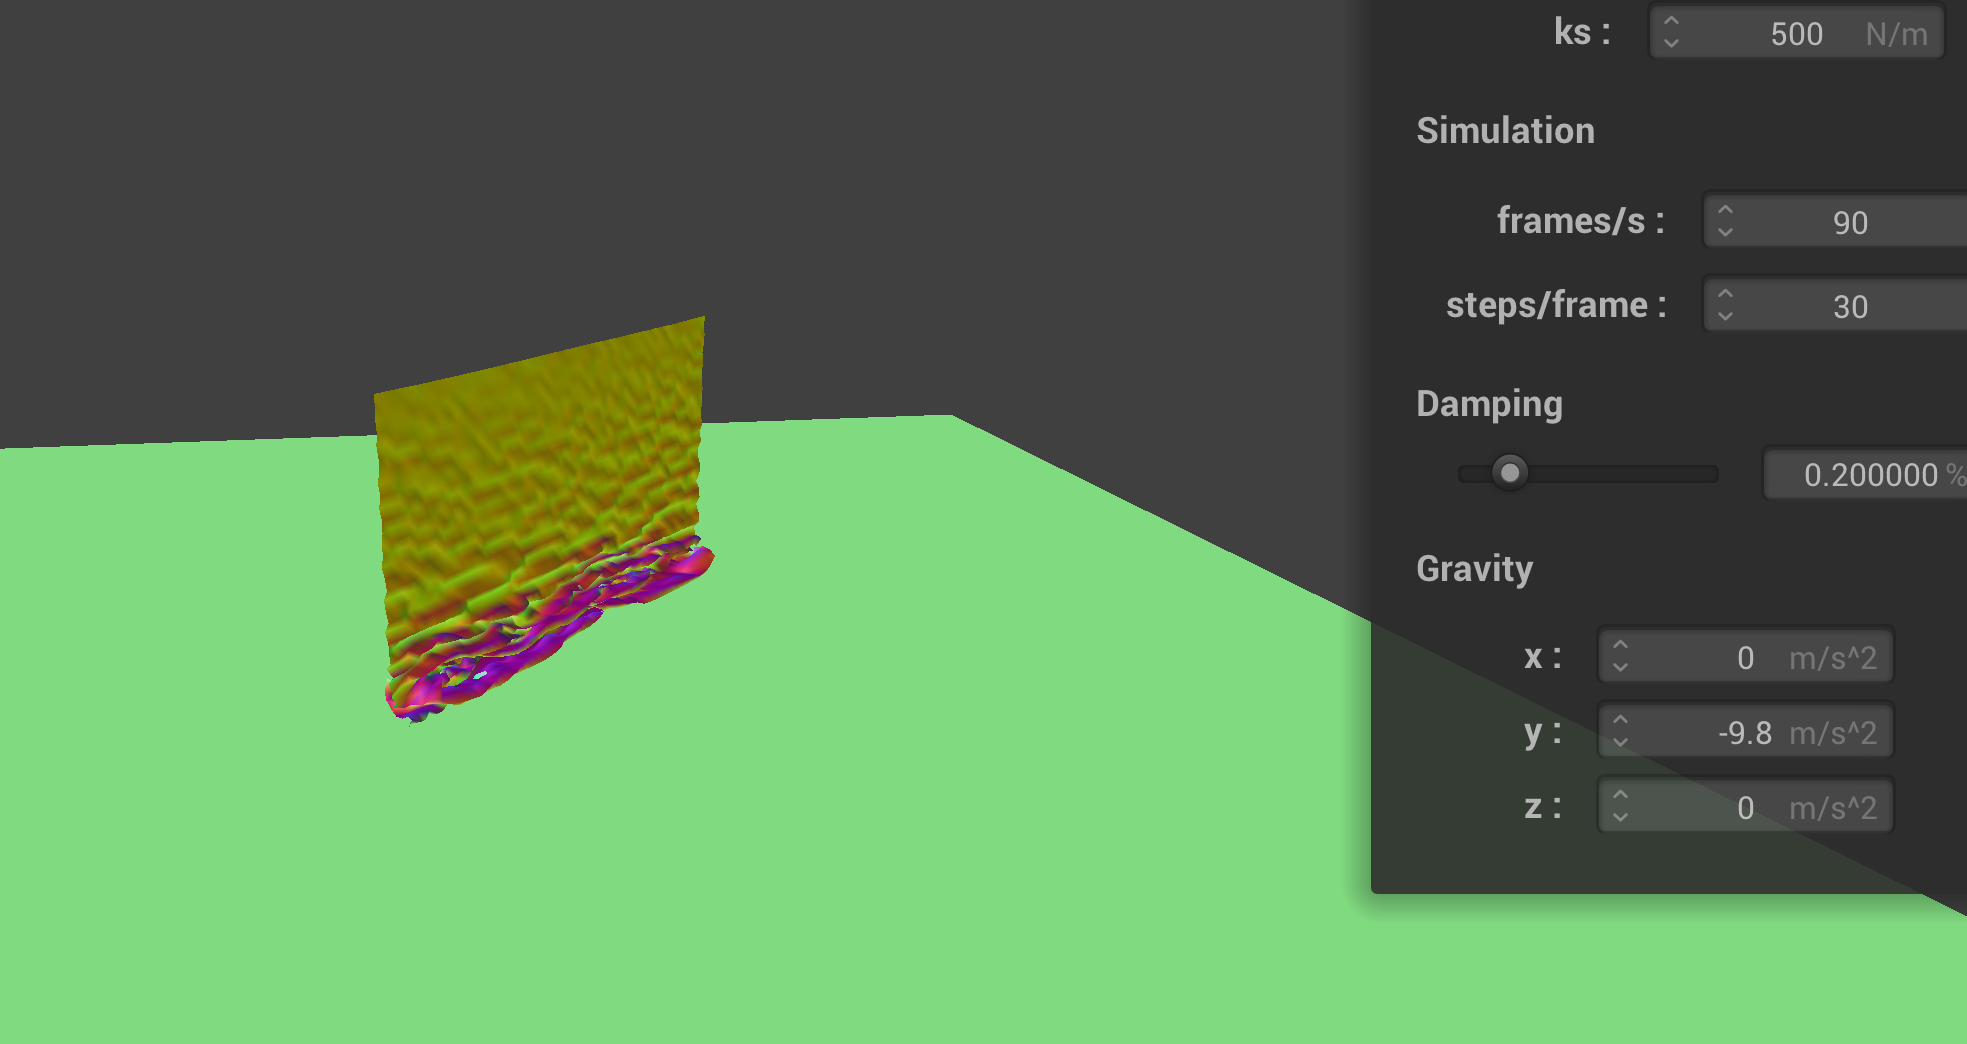 ks : 500 N/m
Simulation
frames/s : 90
steps/frame : 30
Damping
0.200000 %
Gravity
x : 0 m/s^2
y : -9.8 m/s^2
z : 0 m/s^2